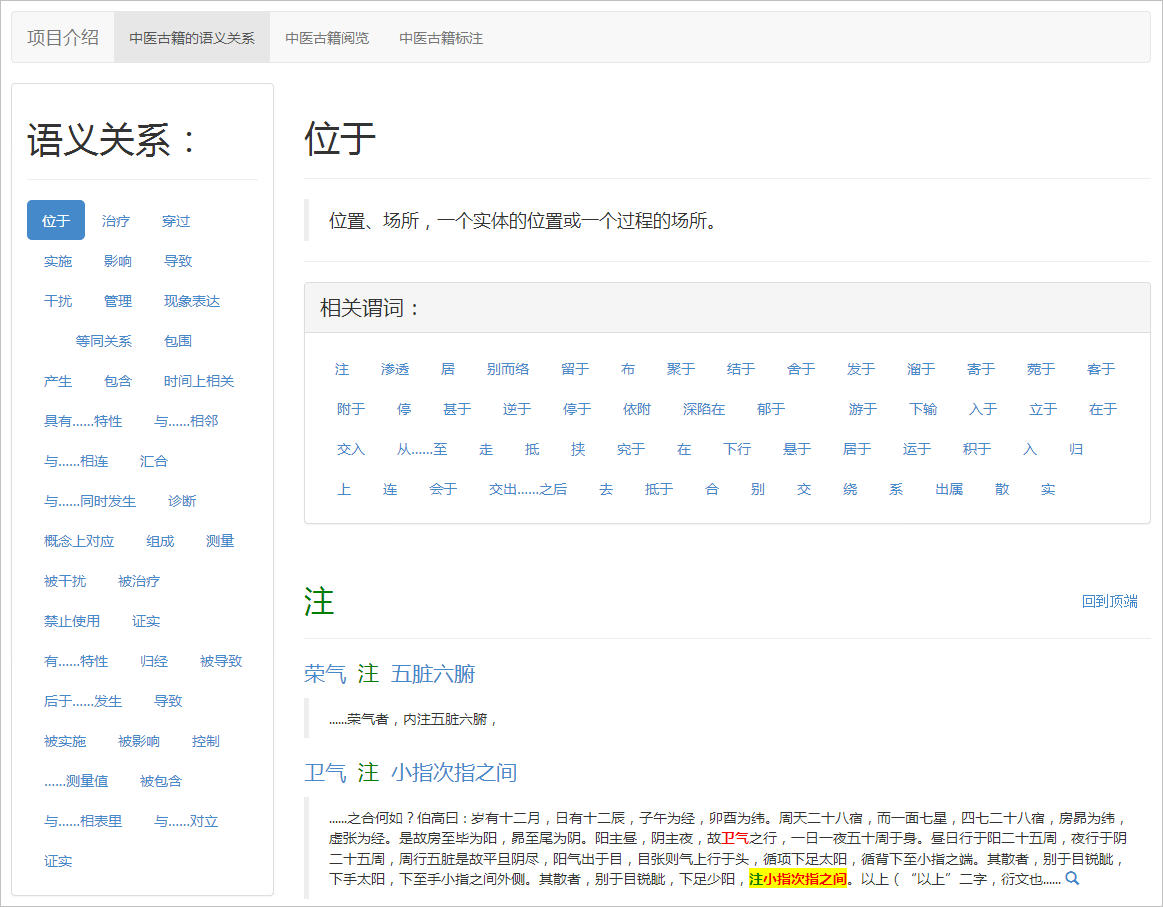 项目介绍 中医古籍的语义关系 中医古籍阅览 中医古籍标注
语义关系：
位于 治疗 穿过
实施 影响 导致
干扰 管理 现象表达
等同关系 包围
产生 包含 时间上相关
具有......特性 与......相邻
与......相连 汇合
与......同时发生 诊断
概念上对应 组成 测量
被干扰 被治疗
禁止使用 证实
有......特性 归经 被导致
后于......发生 导致
被实施 被影响 控制
......测量值 被包含
与......相表里 与......对立
证实
位于
位置、场所，一个实体的位置或一个过程的场所。
相关谓词：
注 渗透 居 别而络 留于 布 聚于 结于 舍于 发于 溜于 寄于 菀于 客于
附于 停 甚于 逆于 停于 依附 深陷在 郁于 游于 下输 入于 立于 在于
交入 从......至 走 抵 挟 究于 在 下行 悬于 居于 运于 积于 入 归
上 连 会于 交出......之后 去 抵于 合 别 交 绕 系 出属 散 实
注
回到顶端
荣气 注 五脏六腑
......荣气者，内注五脏六腑，
卫气 注 小指次指之间
......之合何如？伯高曰：岁有十二月，日有十二辰，子午为经，卯酉为纬。周天二十八宿，而一面七星，四七二十八宿，房昴为纬，
虚张为经。是故房至毕为阳，昴至尾为阴。阳主昼，阴主夜，故卫气之行，一日一夜五十周于身。昼日行于阳二十五周，夜行于阴
二十五周，周行五脏是故平旦阴尽，阳气出于目，目张则气上行于头，循项下足太阳，循背下至小指之端。其散者，别于目锐眦，
下手太阳，下至手小指之间外侧。其散者，别于目锐眦，下足少阳，注小指次指之间。以上（“以上”二字，衍文也......